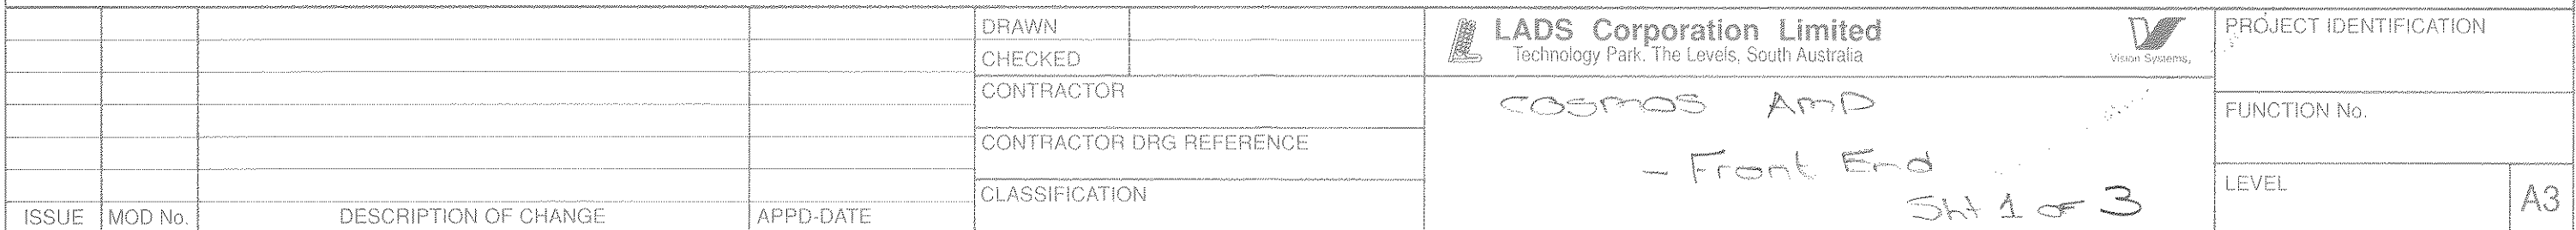 ISSUE MOD No. DESCRIPTION OF CHANGE APPD-DATE
DRAWN
CHECKED
CONTRACTOR
CONTRACTOR DRG REFERENCE
CLASSIFICATION
LADS Corporation Limited
Technology Park. The Levels, South Australia
Vision Systems,
COSMOS AMP
- Front End
Sht 1 OF 3
PROJECT IDENTIFICATION
FUNCTION No.
LEVEL
A3